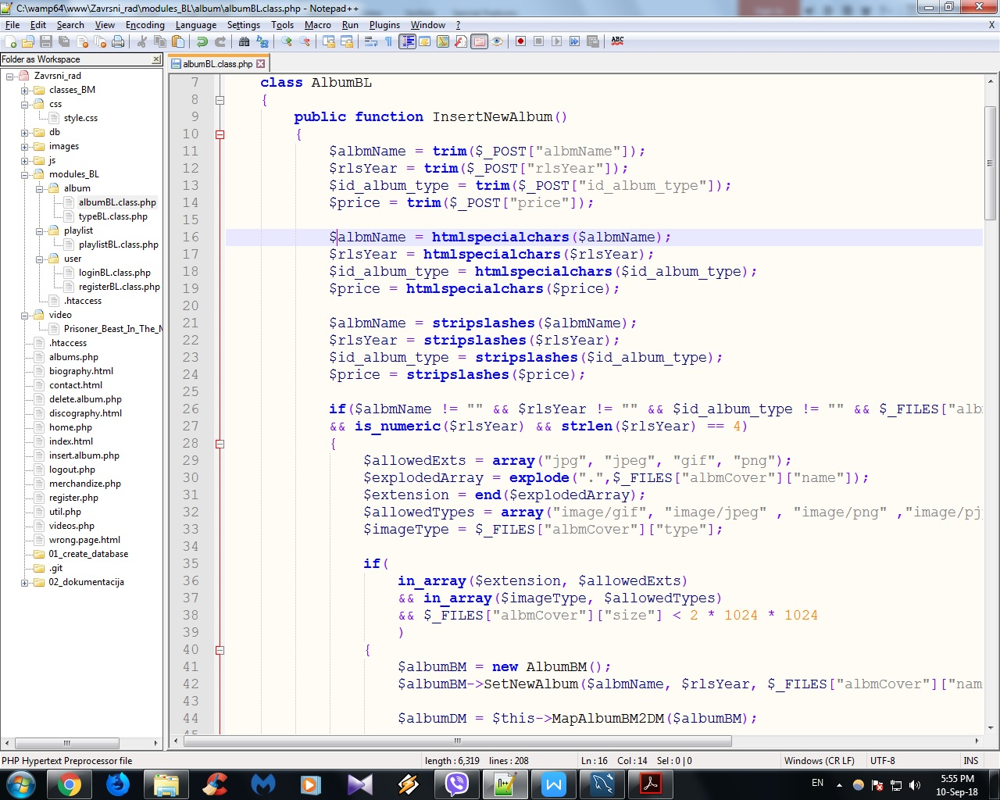 C:\wamp64\www\Zavrsni_rad\modules_BL\album\albumBL.class.php - Notepad++
File Edit Search View Encoding Language Settings Tools Macro Run Plugins Window ? X
ABC
Folder as Workspace
albumBL.class.php
Zavrsni_rad
classes_BM
css
style.css
db
images
js
modules_BL
album
albumBL.class.php
typeBL.class.php
playlist
playlistBL.class.php
user
loginBL.class.php
registerBL.class.php
.htaccess
video
Prisoner_Beast_In_The_M
.htaccess
albums.php
biography.html
contact.html
delete.album.php
discography.html
home.php
index.html
insert.album.php
logout.php
merchandize.php
register.php
util.php
videos.php
wrong.page.html
01_create_database
.git
02_dokumentacija
7 class AlbumBL
8 {
9 public function InsertNewAlbum()
10 {
11 $albmName = trim($_POST["albmName"]);
12 $rlsYear = trim($_POST["rlsYear"]);
13 $id_album_type = trim($_POST["id_album_type"]);
14 $price = trim($_POST["price"]);
15
16 $albmName = htmlspecialchars($albmName);
17 $rlsYear = htmlspecialchars($rlsYear);
18 $id_album_type = htmlspecialchars($id_album_type);
19 $price = htmlspecialchars($price);
20
21 $albmName = stripslashes($albmName);
22 $rlsYear = stripslashes($rlsYear);
23 $id_album_type = stripslashes($id_album_type);
24 $price = stripslashes($price);
25
26 if($albmName != "" && $rlsYear != "" && $id_album_type != "" && $_FILES["alb
27 && is_numeric($rlsYear) && strlen($rlsYear) == 4)
28 {
29 $allowedExts = array("jpg", "jpeg", "gif", "png");
30 $explodedArray = explode(".",$_FILES["albmCover"]["name"]);
31 $extension = end($explodedArray);
32 $allowedTypes = array("image/gif", "image/jpeg" , "image/png" ,"image/pj
33 $imageType = $_FILES["albmCover"]["type"];
34
35 if(
36 in_array($extension, $allowedExts)
37 && in_array($imageType, $allowedTypes)
38 && $_FILES["albmCover"]["size"] < 2 * 1024 * 1024
39 )
40 {
41 $albumBM = new AlbumBM();
42 $albumBM->SetNewAlbum($albmName, $rlsYear, $_FILES["albmCover"]["nam
43
44 $albumDM = $this->MapAlbumBM2DM($albumBM);
PHP Hypertext Preprocessor file length : 6,319 lines : 208 Ln : 16 Col : 14 Sel : 0 | 0 Windows (CR LF) UTF-8 INS
EN 5:55 PM
10-Sep-18